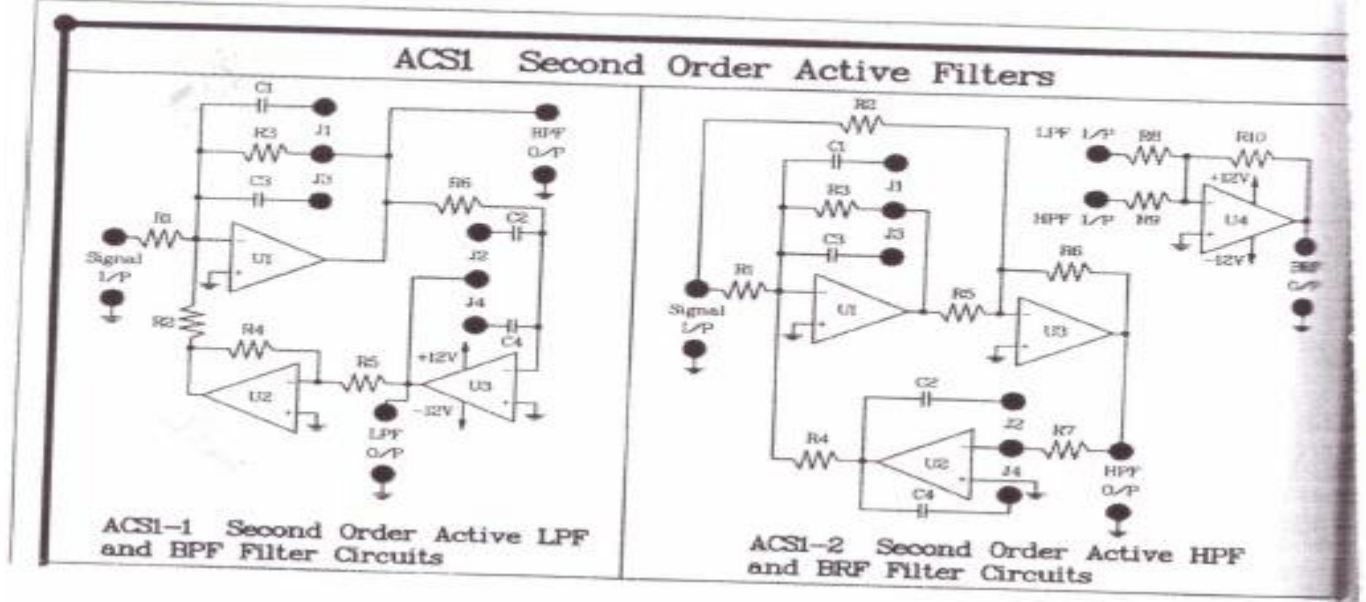 ACS1 Second Order Active Filters
C1
J1
R3
J3
C3
R1
Signal
I/P
U1
R2
R4
U2
R5
+12V
-12V
U3
LPF
O/P
R6
C2
J2
J4
C4
O/P
ACS1-1 Second Order Active LPF
and BPF Filter Circuits
R2
C1
J1
R3
J3
C3
R1
Signal
I/P
U1
R5
U3
R6
C2
J2
R7
R4
U2
J4
C4
HPF
O/P
LPF I/P
R8
R10
+12V
HPF I/P
R9
U4
-12V
O/P
ACS1-2 Second Order Active HPF
and BRF Filter Circuits